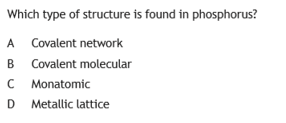 Which type of structure is found in phosphorus?
A Covalent network
B Covalent molecular
C Monatomic
D Metallic lattice